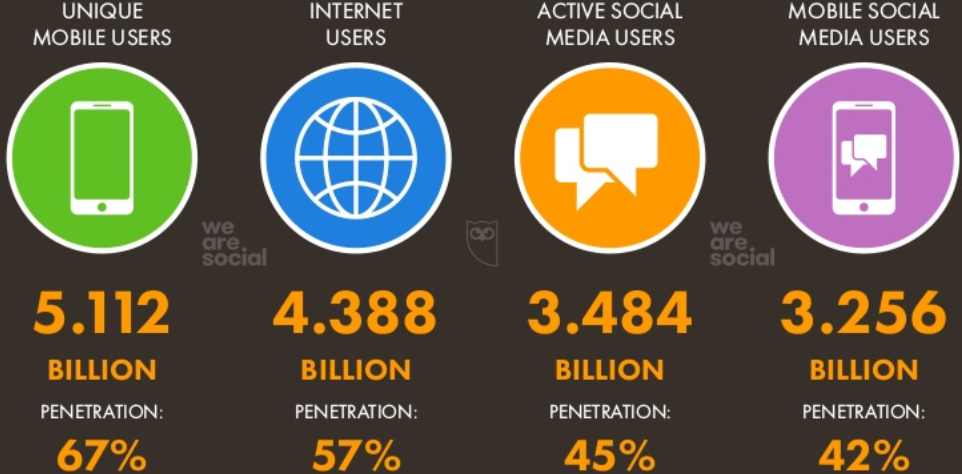 UNIQUE
MOBILE USERS
INTERNET
USERS
ACTIVE SOCIAL
MEDIA USERS
MOBILE SOCIAL
MEDIA USERS
we
are
social
we
are
social
5.112
BILLION
PENETRATION:
67%
4.388
BILLION
PENETRATION:
57%
3.484
BILLION
PENETRATION:
45%
3.256
BILLION
PENETRATION:
42%